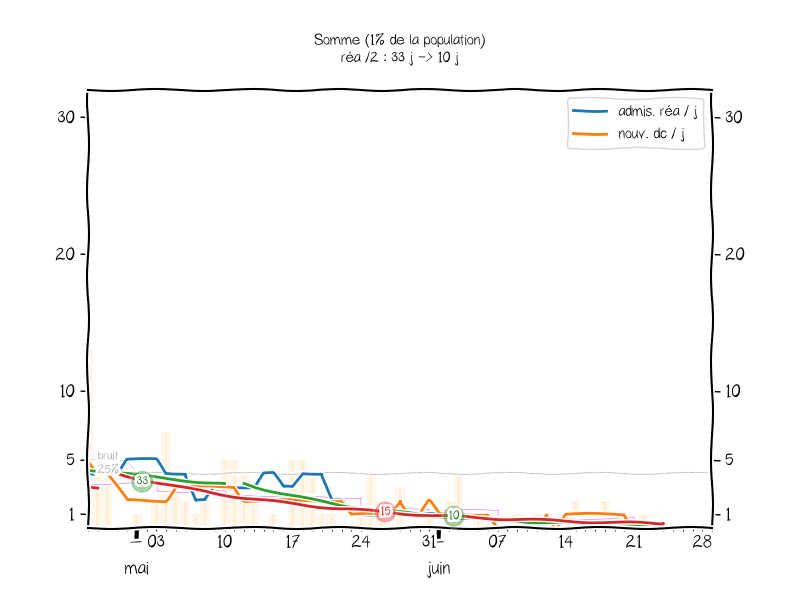 Somme (1% de la population)
réa /2 : 33 j -> 10 j
admis. réa / j
nouv. dc / j
30 30
20 20
10 10
bruit
25%
5 5
33
15
10
1 1
03 10 17 24 31 07 14 21 28
mai juin